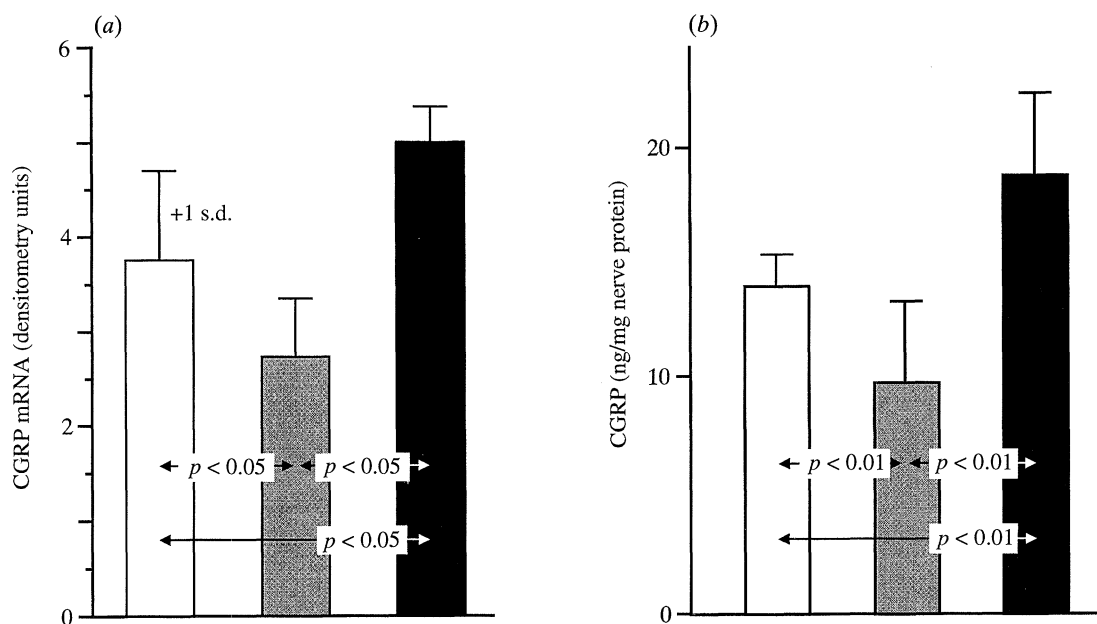 (a)
CGRP mRNA (densitometry units)
6
4
2
0
+1 s.d.
p < 0.05
p < 0.05
p < 0.05
(b)
CGRP (ng/mg nerve protein)
20
10
0
p < 0.01
p < 0.01
p < 0.01